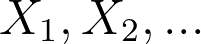 X_1, X_2, ...